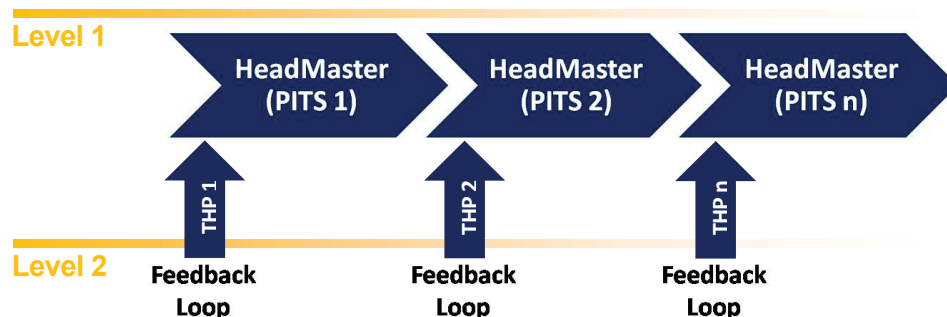 Level 1
HeadMaster
(PITS 1)
HeadMaster
(PITS 2)
HeadMaster
(PITS n)
THP 1
THP 2
THP n
Level 2
Feedback
Loop
Feedback
Loop
Feedback
Loop